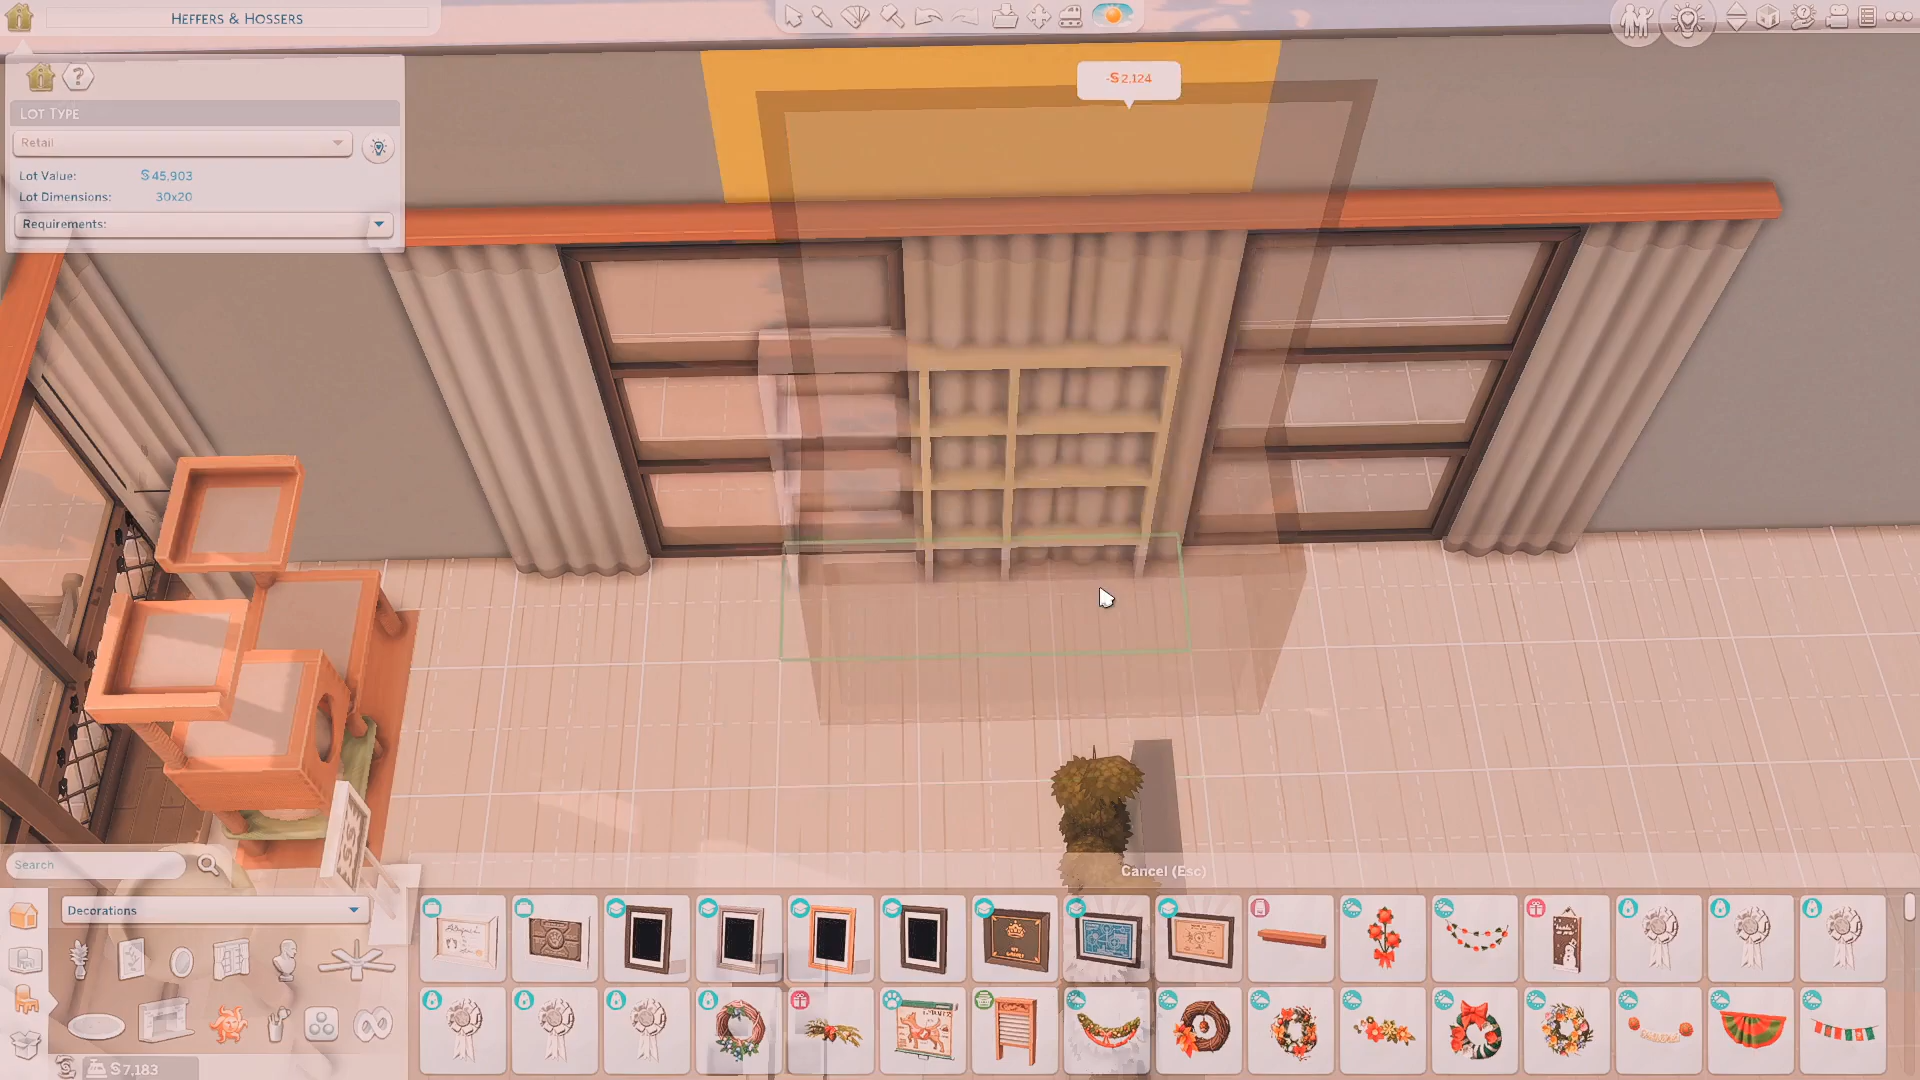 HEFFERS & HOSSERS
-§2,124
LOT TYPE
Retail
Lot Value: §45,903
Lot Dimensions: 30x20
Requirements:
Search
Cancel (Esc)
Decorations
§7,183